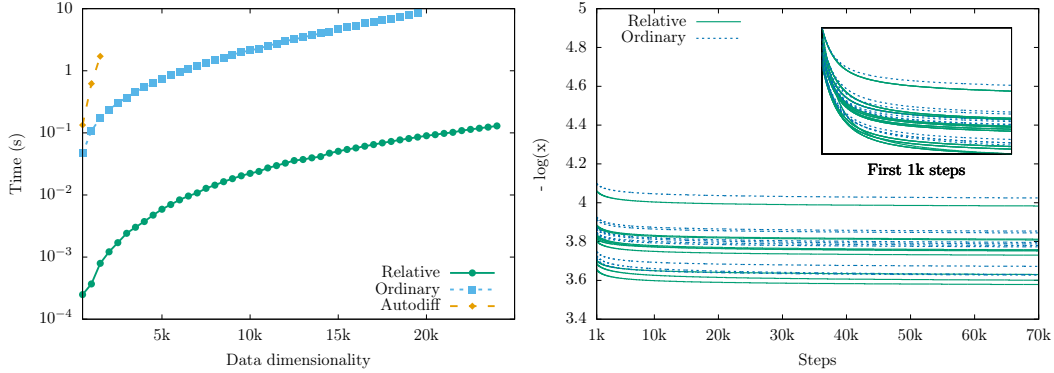 10
1
10⁻¹
10⁻²
10⁻³
10⁻⁴
Time (s)
5k 10k 15k 20k
Data dimensionality
Relative
Ordinary
Autodiff
5
4.8
4.6
4.4
4.2
4
3.8
3.6
3.4
- log(x)
Relative
Ordinary
First 1k steps
1k 10k 20k 30k 40k 50k 60k 70k
Steps